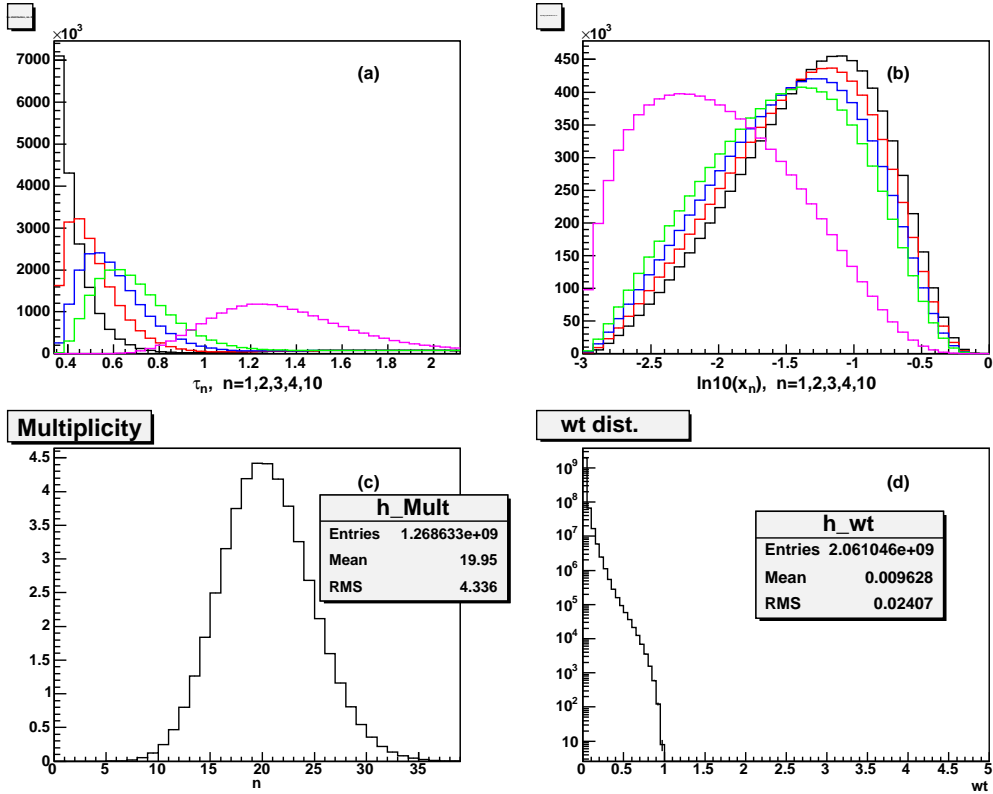 ×10³
(a)
7000
6000
5000
4000
3000
2000
1000
0
0.4 0.6 0.8 1 1.2 1.4 1.6 1.8 2
τn, n=1,2,3,4,10
×10³
(b)
450
400
350
300
250
200
150
100
50
0
-3 -2.5 -2 -1.5 -1 -0.5 0
ln10(xn), n=1,2,3,4,10
Multiplicity
(c)
4.5
4
3.5
3
2.5
2
1.5
1
0.5
0
0 5 10 15 20 25 30 35
n
h_Mult
Entries 1.268633e+09
Mean 19.95
RMS 4.336
wt dist.
(d)
10⁹
10⁸
10⁷
10⁶
10⁵
10⁴
10³
10²
10
0 0.5 1 1.5 2 2.5 3 3.5 4 4.5 5
wt
h_wt
Entries 2.061046e+09
Mean 0.009628
RMS 0.02407